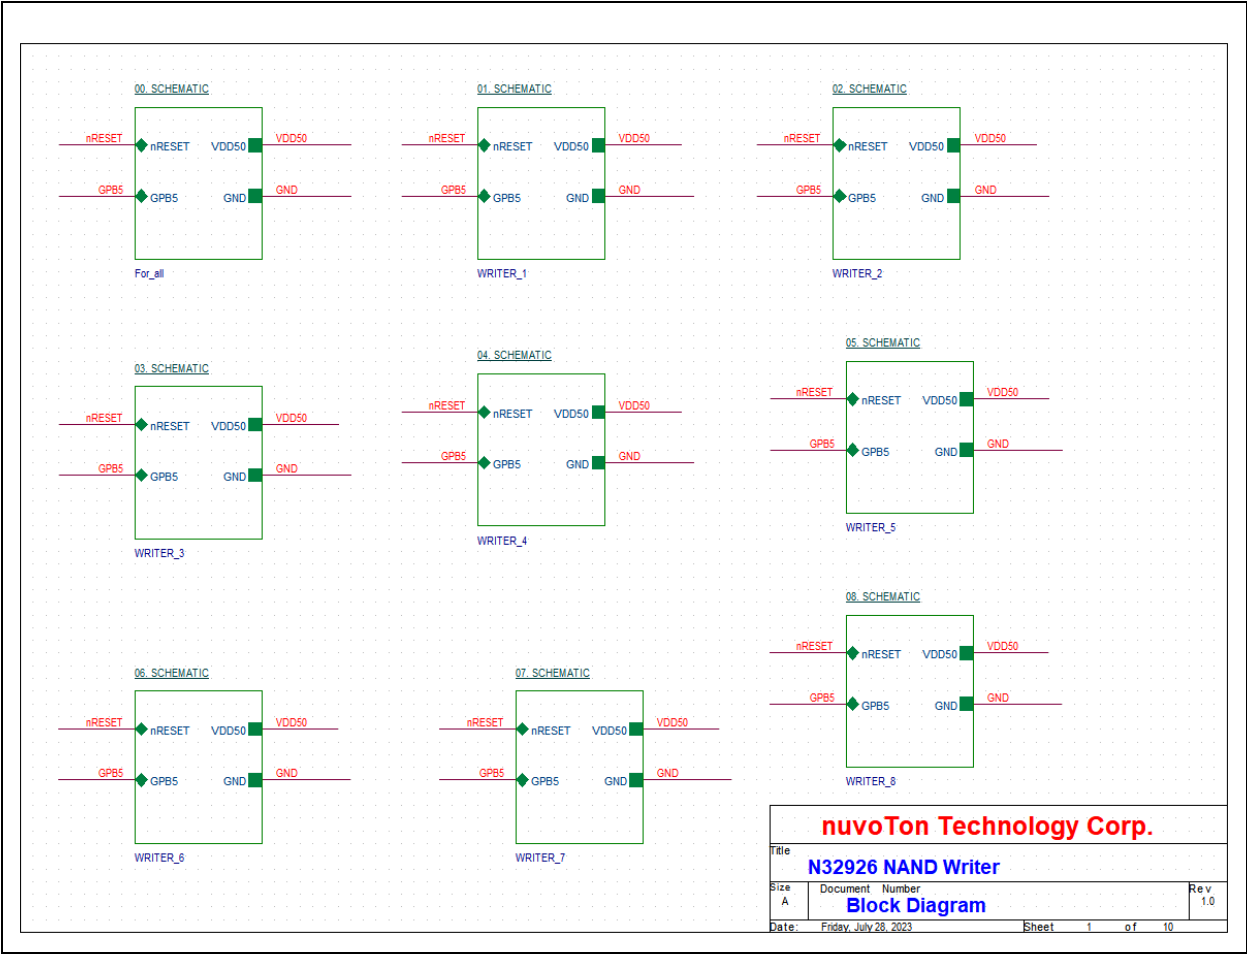 00. SCHEMATIC
nRESET nRESET VDD50 VDD50
GPB5 GPB5 GND GND
For_all
01. SCHEMATIC
nRESET nRESET VDD50 VDD50
GPB5 GPB5 GND GND
WRITER_1
02. SCHEMATIC
nRESET nRESET VDD50 VDD50
GPB5 GPB5 GND GND
WRITER_2
03. SCHEMATIC
nRESET nRESET VDD50 VDD50
GPB5 GPB5 GND GND
WRITER_3
04. SCHEMATIC
nRESET nRESET VDD50 VDD50
GPB5 GPB5 GND GND
WRITER_4
05. SCHEMATIC
nRESET nRESET VDD50 VDD50
GPB5 GPB5 GND GND
WRITER_5
06. SCHEMATIC
nRESET nRESET VDD50 VDD50
GPB5 GPB5 GND GND
WRITER_6
07. SCHEMATIC
nRESET nRESET VDD50 VDD50
GPB5 GPB5 GND GND
WRITER_7
08. SCHEMATIC
nRESET nRESET VDD50 VDD50
GPB5 GPB5 GND GND
WRITER_8
nuvoTon Technology Corp.
Title
N32926 NAND Writer
Size Document Number Rev
A Block Diagram 1.0
Date: Friday, July 28, 2023 Sheet 1 of 10